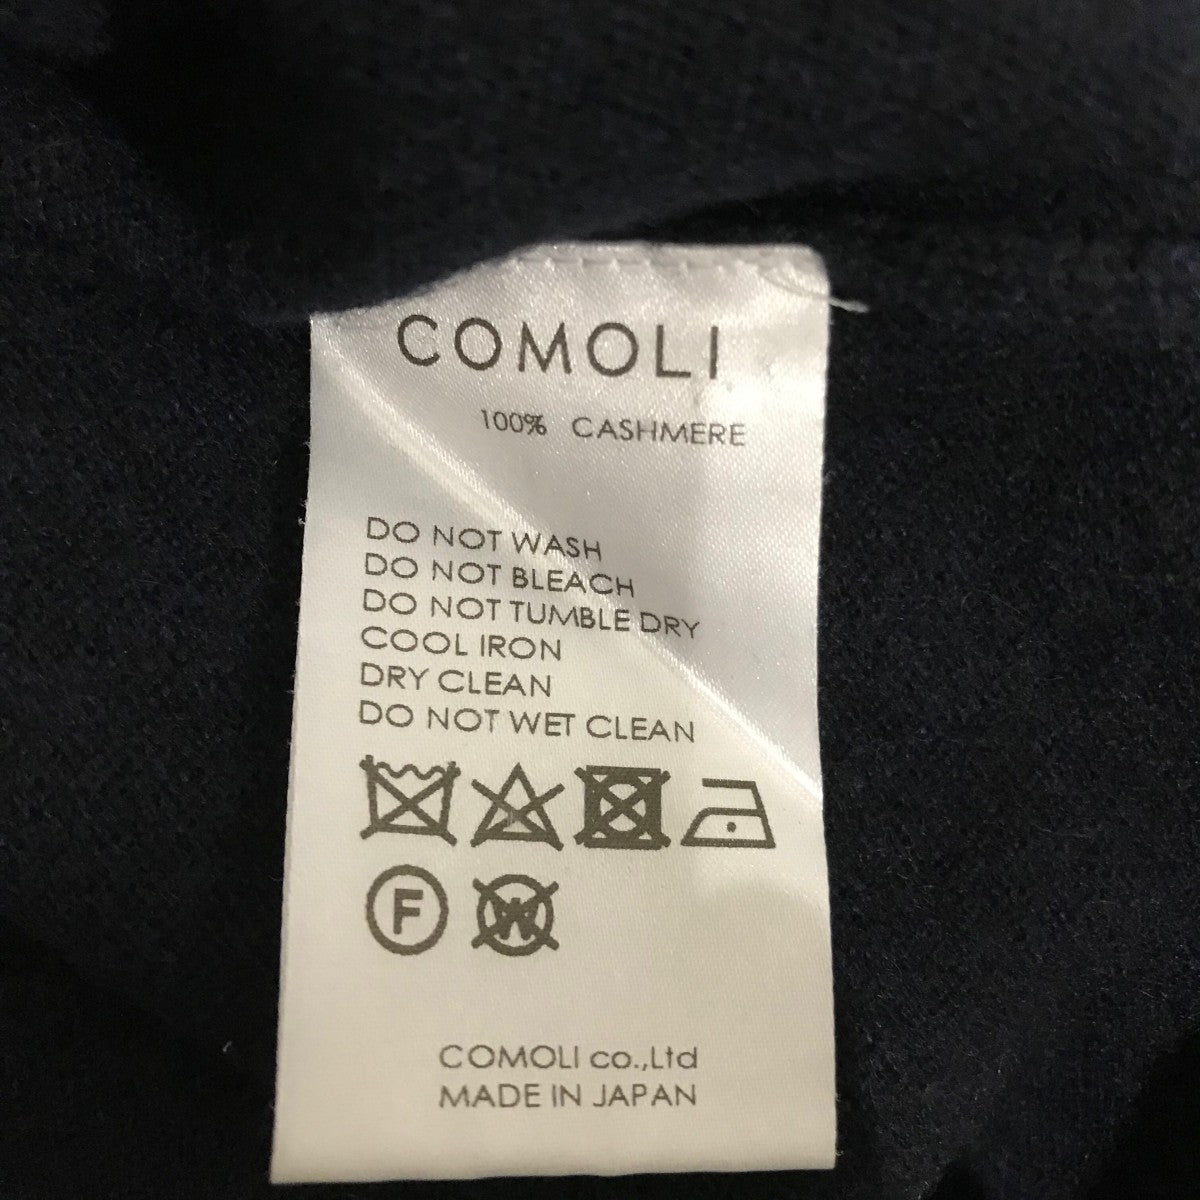 COMOLI
100% CASHMERE
DO NOT WASH
DO NOT BLEACH
DO NOT TUMBLE DRY
COOL IRON
DRY CLEAN
DO NOT WET CLEAN
F W
COMOLI co.,Ltd
MADE IN JAPAN